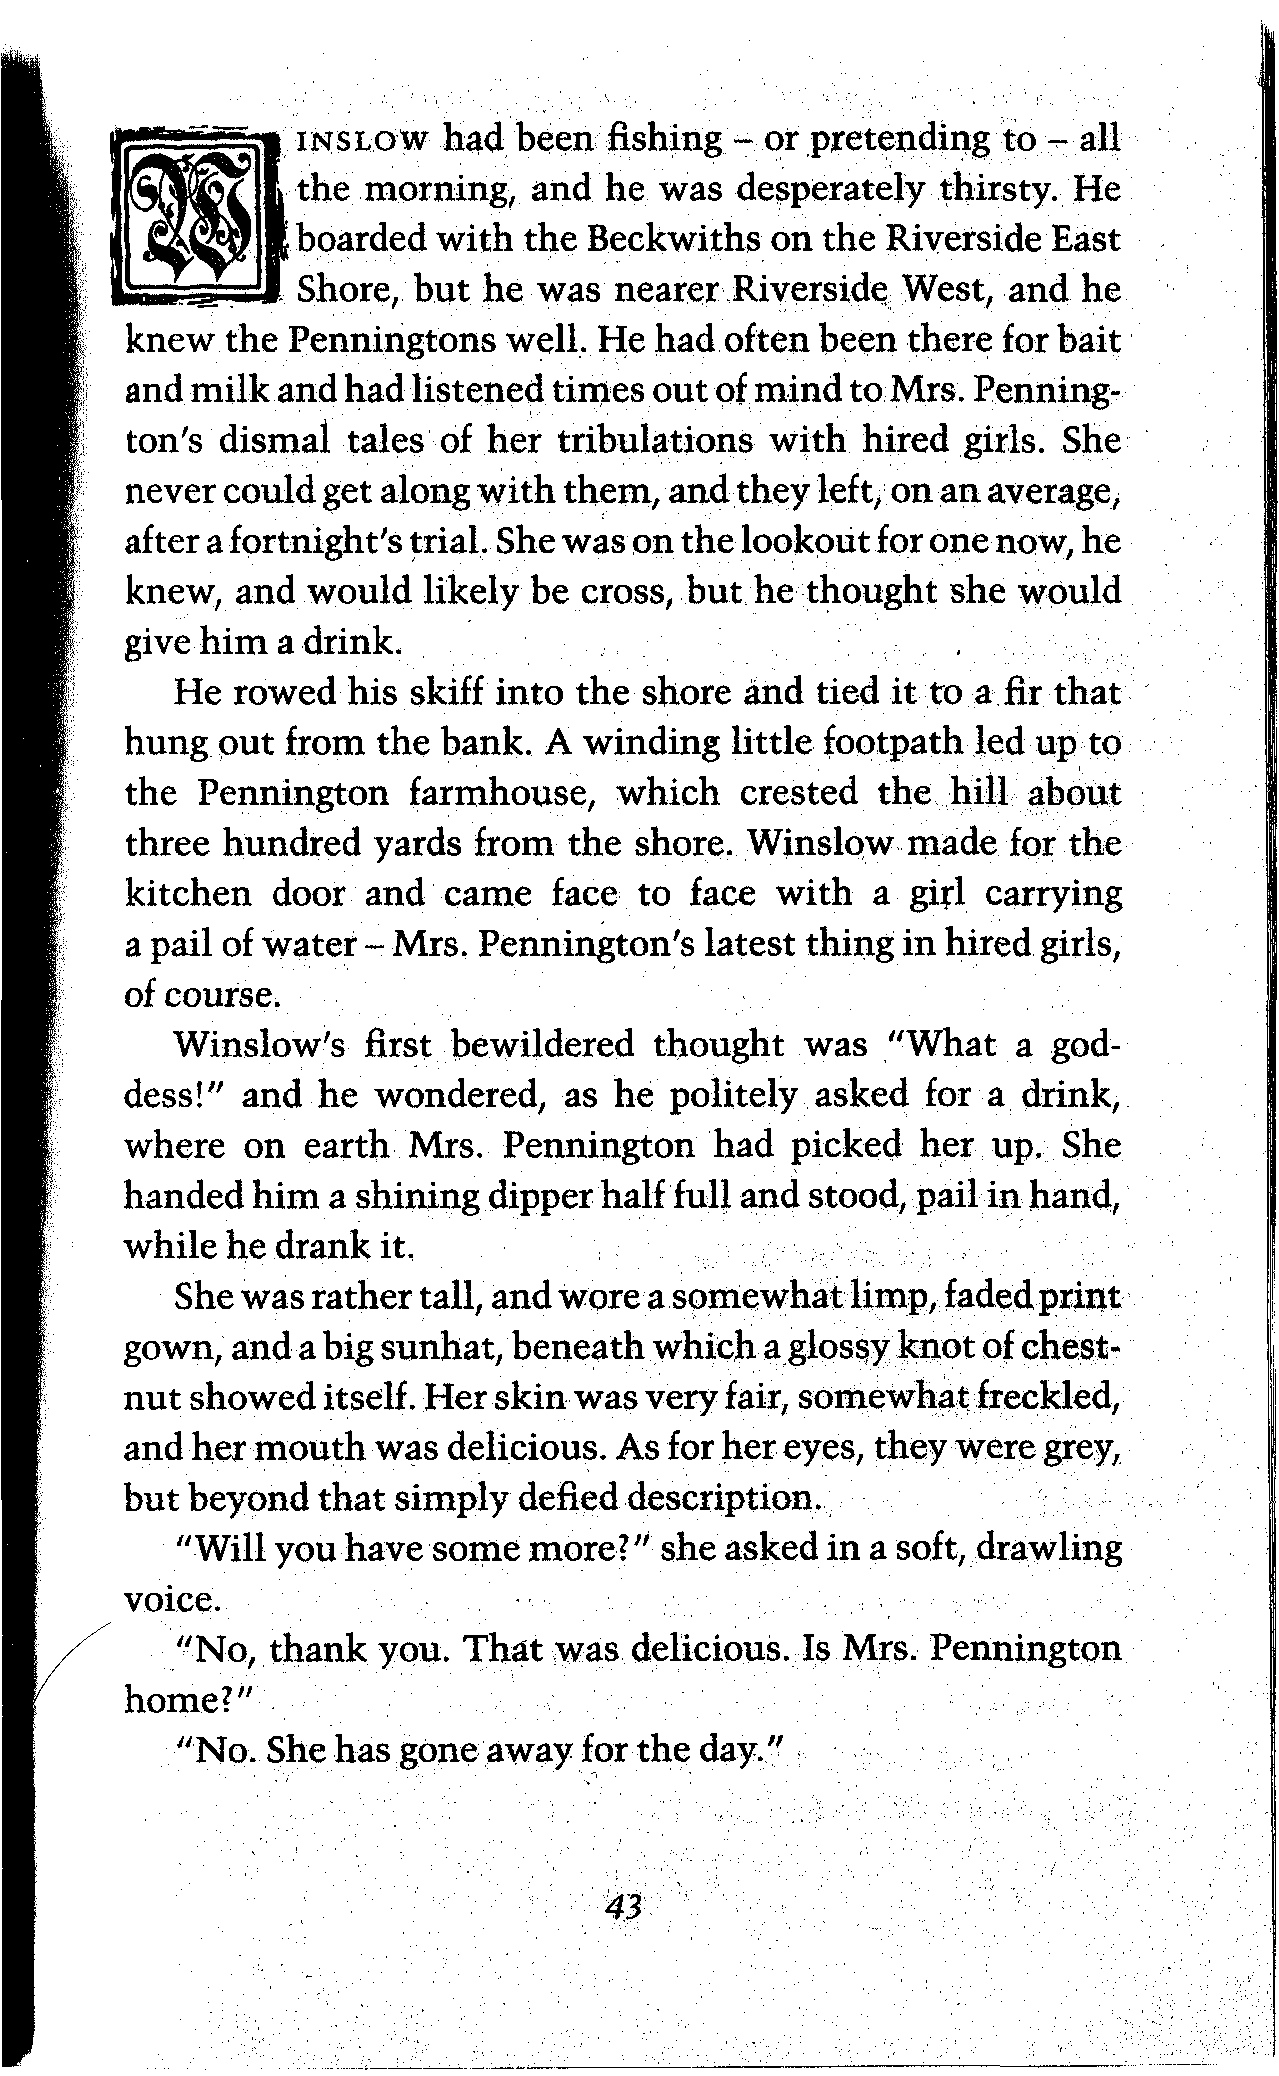 WINSLOW had been fishing – or pretending to – all
the morning, and he was desperately thirsty. He
boarded with the Beckwiths on the Riverside East
Shore, but he was nearer Riverside West, and he
knew the Penningtons well. He had often been there for bait
and milk and had listened times out of mind to Mrs. Penning-
ton's dismal tales of her tribulations with hired girls. She
never could get along with them, and they left, on an average,
after a fortnight's trial. She was on the lookout for one now, he
knew, and would likely be cross, but he thought she would
give him a drink.
He rowed his skiff into the shore and tied it to a fir that
hung out from the bank. A winding little footpath led up to
the Pennington farmhouse, which crested the hill about
three hundred yards from the shore. Winslow made for the
kitchen door and came face to face with a girl carrying
a pail of water – Mrs. Pennington's latest thing in hired girls,
of course.
Winslow's first bewildered thought was "What a god-
dess!" and he wondered, as he politely asked for a drink,
where on earth Mrs. Pennington had picked her up. She
handed him a shining dipper half full and stood, pail in hand,
while he drank it.
She was rather tall, and wore a somewhat limp, faded print
gown, and a big sunhat, beneath which a glossy knot of chest-
nut showed itself. Her skin was very fair, somewhat freckled,
and her mouth was delicious. As for her eyes, they were grey,
but beyond that simply defied description.
"Will you have some more?" she asked in a soft, drawling
voice.
"No, thank you. That was delicious. Is Mrs. Pennington
home?"
"No. She has gone away for the day."
43